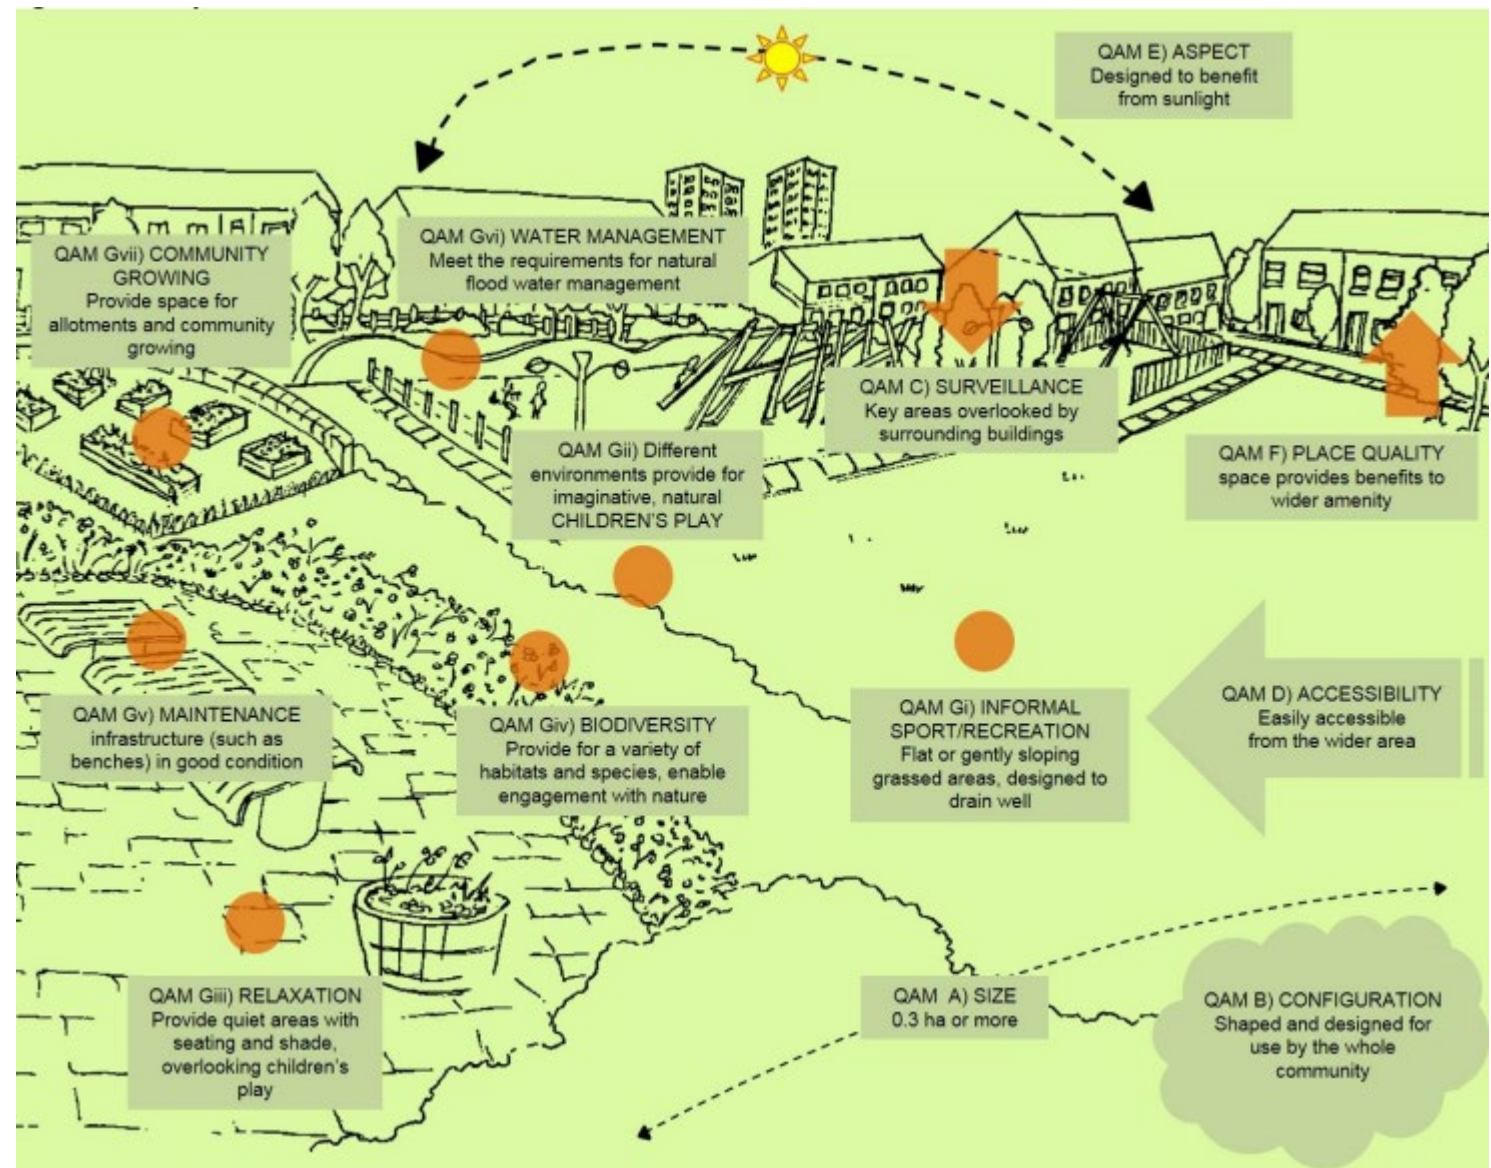 QAM E) ASPECT
Designed to benefit
from sunlight
QAM Gvii) COMMUNITY
GROWING
Provide space for
allotments and community
growing
QAM Gvi) WATER MANAGEMENT
Meet the requirements for natural
flood water management
QAM C) SURVEILLANCE
Key areas overlooked by
surrounding buildings
QAM F) PLACE QUALITY
space provides benefits to
wider amenity
QAM Gii) Different
environments provide for
imaginative, natural
CHILDREN'S PLAY
QAM Gv) MAINTENANCE
infrastructure (such as
benches) in good condition
QAM Giv) BIODIVERSITY
Provide for a variety of
habitats and species, enable
engagement with nature
QAM Gi) INFORMAL
SPORT/RECREATION
Flat or gently sloping
grassed areas, designed to
drain well
QAM D) ACCESSIBILITY
Easily accessible
from the wider area
QAM Giii) RELAXATION
Provide quiet areas with
seating and shade,
overlooking children's
play
QAM A) SIZE
0.3 ha or more
QAM B) CONFIGURATION
Shaped and designed for
use by the whole
community